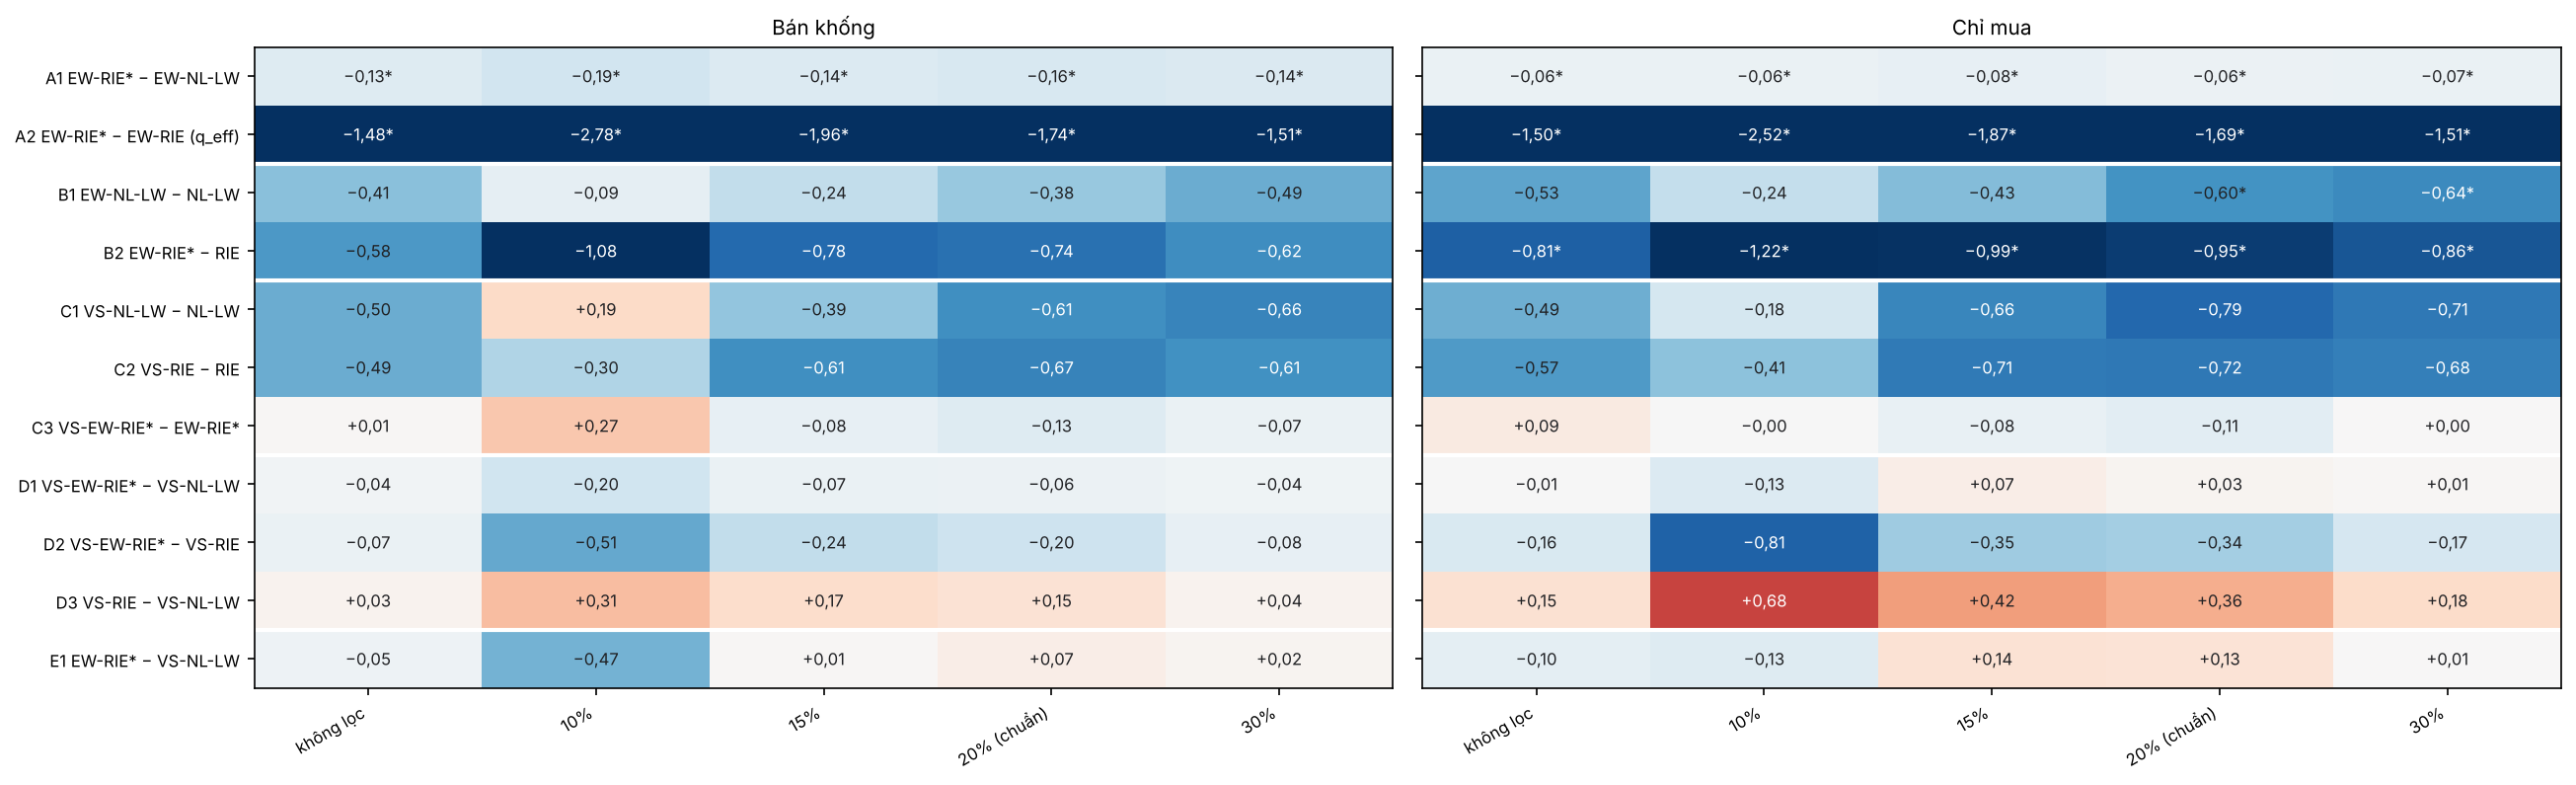 Bán khống Chỉ mua
A1 EW-RIE* − EW-NL-LW −0,13* −0,19* −0,14* −0,16* −0,14* −0,06* −0,06* −0,08* −0,06* −0,07*
A2 EW-RIE* − EW-RIE (q_eff) −1,48* −2,78* −1,96* −1,74* −1,51* −1,50* −2,52* −1,87* −1,69* −1,51*
B1 EW-NL-LW − NL-LW −0,41 −0,09 −0,24 −0,38 −0,49 −0,53 −0,24 −0,43 −0,60* −0,64*
B2 EW-RIE* − RIE −0,58 −1,08 −0,78 −0,74 −0,62 −0,81* −1,22* −0,99* −0,95* −0,86*
C1 VS-NL-LW − NL-LW −0,50 +0,19 −0,39 −0,61 −0,66 −0,49 −0,18 −0,66 −0,79 −0,71
C2 VS-RIE − RIE −0,49 −0,30 −0,61 −0,67 −0,61 −0,57 −0,41 −0,71 −0,72 −0,68
C3 VS-EW-RIE* − EW-RIE* +0,01 +0,27 −0,08 −0,13 −0,07 +0,09 −0,00 −0,08 −0,11 +0,00
D1 VS-EW-RIE* − VS-NL-LW −0,04 −0,20 −0,07 −0,06 −0,04 −0,01 −0,13 +0,07 +0,03 +0,01
D2 VS-EW-RIE* − VS-RIE −0,07 −0,51 −0,24 −0,20 −0,08 −0,16 −0,81 −0,35 −0,34 −0,17
D3 VS-RIE − VS-NL-LW +0,03 +0,31 +0,17 +0,15 +0,04 +0,15 +0,68 +0,42 +0,36 +0,18
E1 EW-RIE* − VS-NL-LW −0,05 −0,47 +0,01 +0,07 +0,02 −0,10 −0,13 +0,14 +0,13 +0,01
không lọc 10% 15% 20% (chuẩn) 30% không lọc 10% 15% 20% (chuẩn) 30%